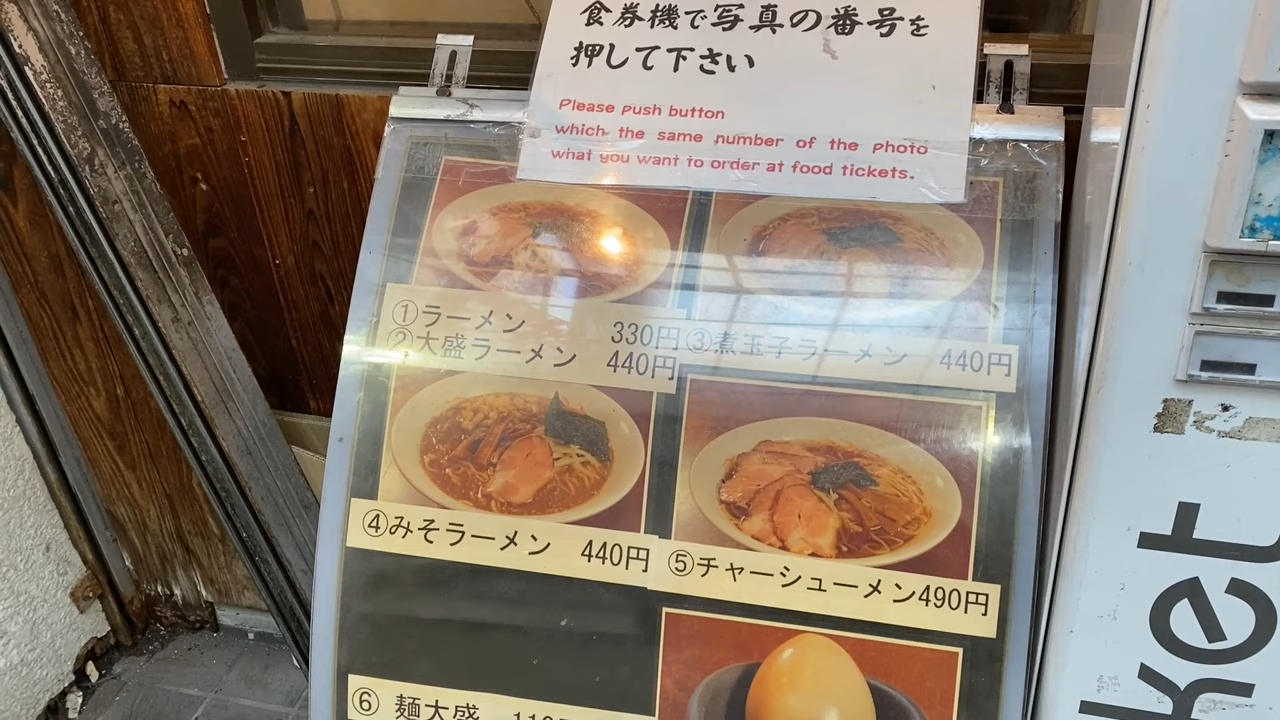 食券機で写真の番号を
押して下さい
Please push button
which the same number of the photo
what you want to order at food tickets.
①ラーメン 330円
②大盛ラーメン 440円
③煮玉子ラーメン 440円
④みそラーメン 440円
⑤チャーシューメン490円
⑥ 麺大盛
ket